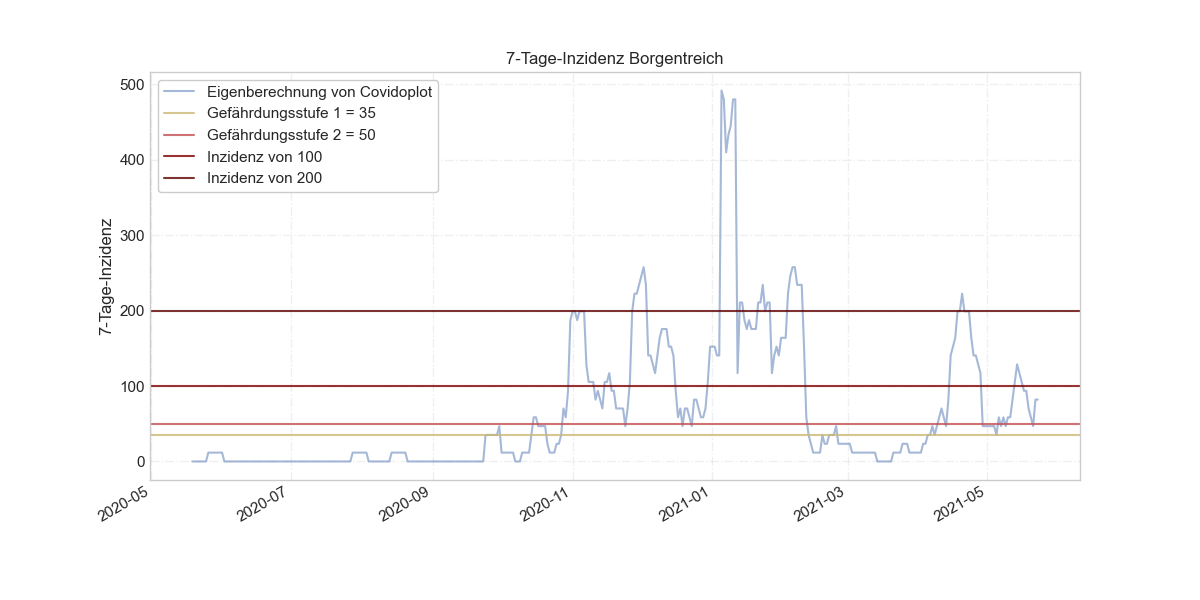 7-Tage-Inzidenz Borgentreich
Eigenberechnung von Covidoplot
Gefährdungsstufe 1 = 35
Gefährdungsstufe 2 = 50
Inzidenz von 100
Inzidenz von 200
7-Tage-Inzidenz
500
400
300
200
100
0
2020-05
2020-07
2020-09
2020-11
2021-01
2021-03
2021-05